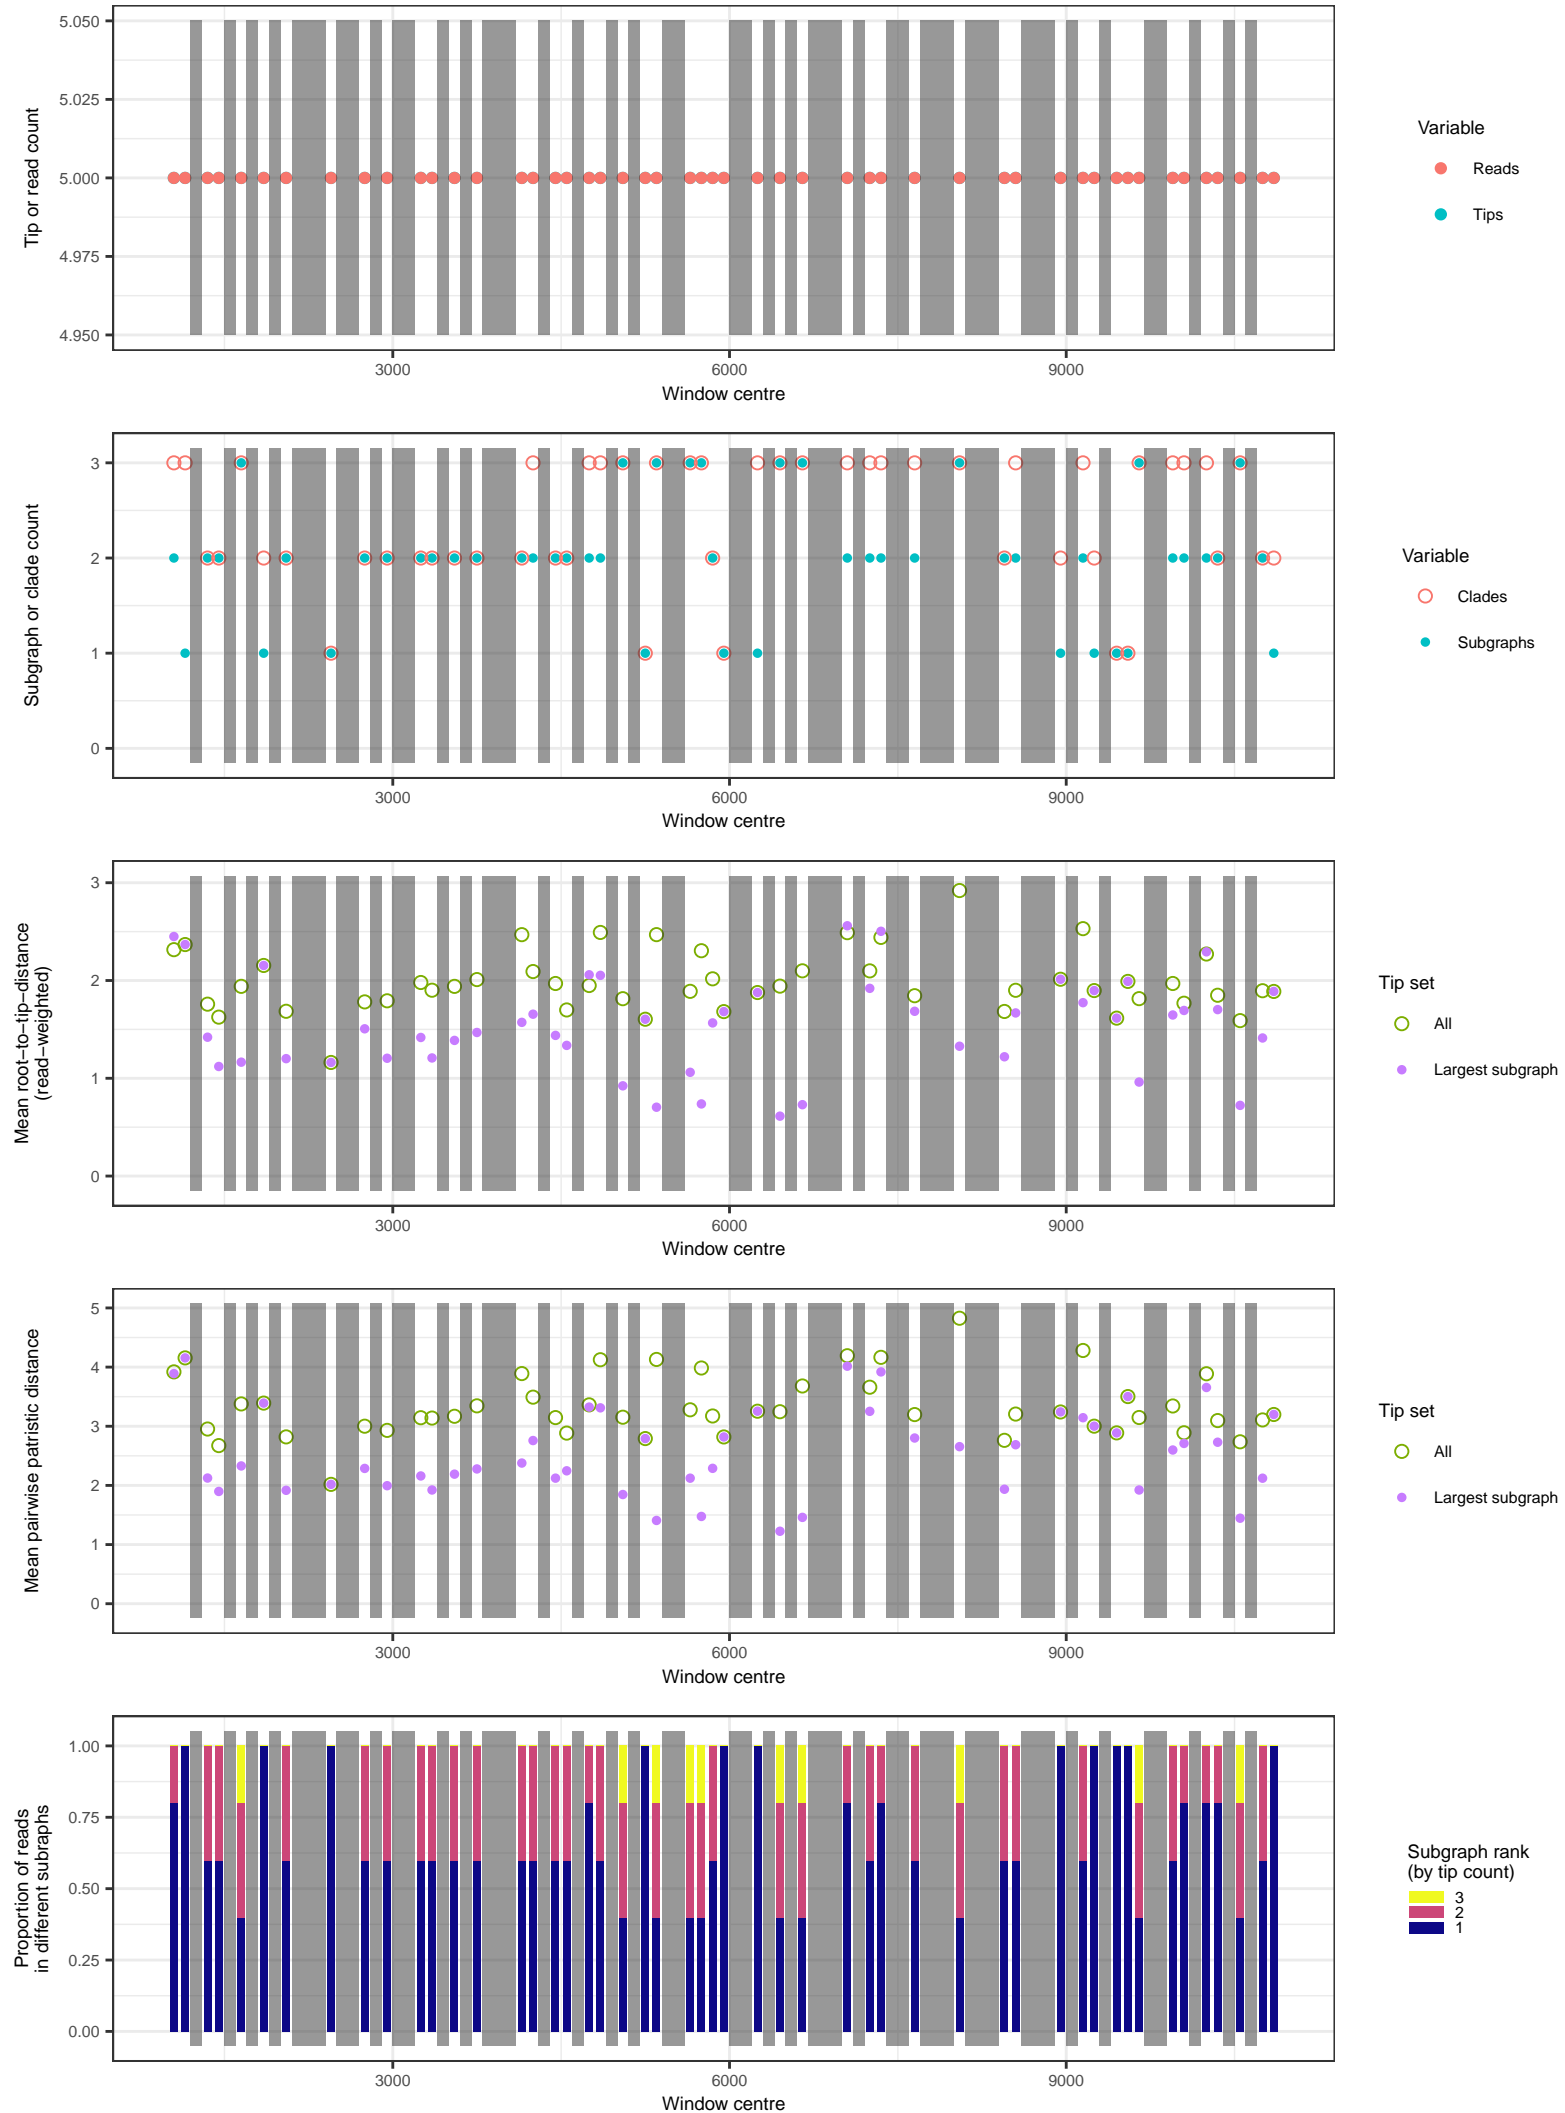 5.050
5.025
5.000
4.975
4.950
Tip or read count
3000 6000 9000
Window centre
Variable
Reads
Tips
3
2
1
0
Subgraph or clade count
3000 6000 9000
Window centre
Variable
Clades
Subgraphs
3
2
1
0
Mean root−to−tip−distance
(read−weighted)
3000 6000 9000
Window centre
Tip set
All
Largest subgraph
5
4
3
2
1
0
Mean pairwise patristic distance
3000 6000 9000
Window centre
Tip set
All
Largest subgraph
1.00
0.75
0.50
0.25
0.00
Proportion of reads
in different subraphs
3000 6000 9000
Window centre
Subgraph rank
(by tip count)
3
2
1